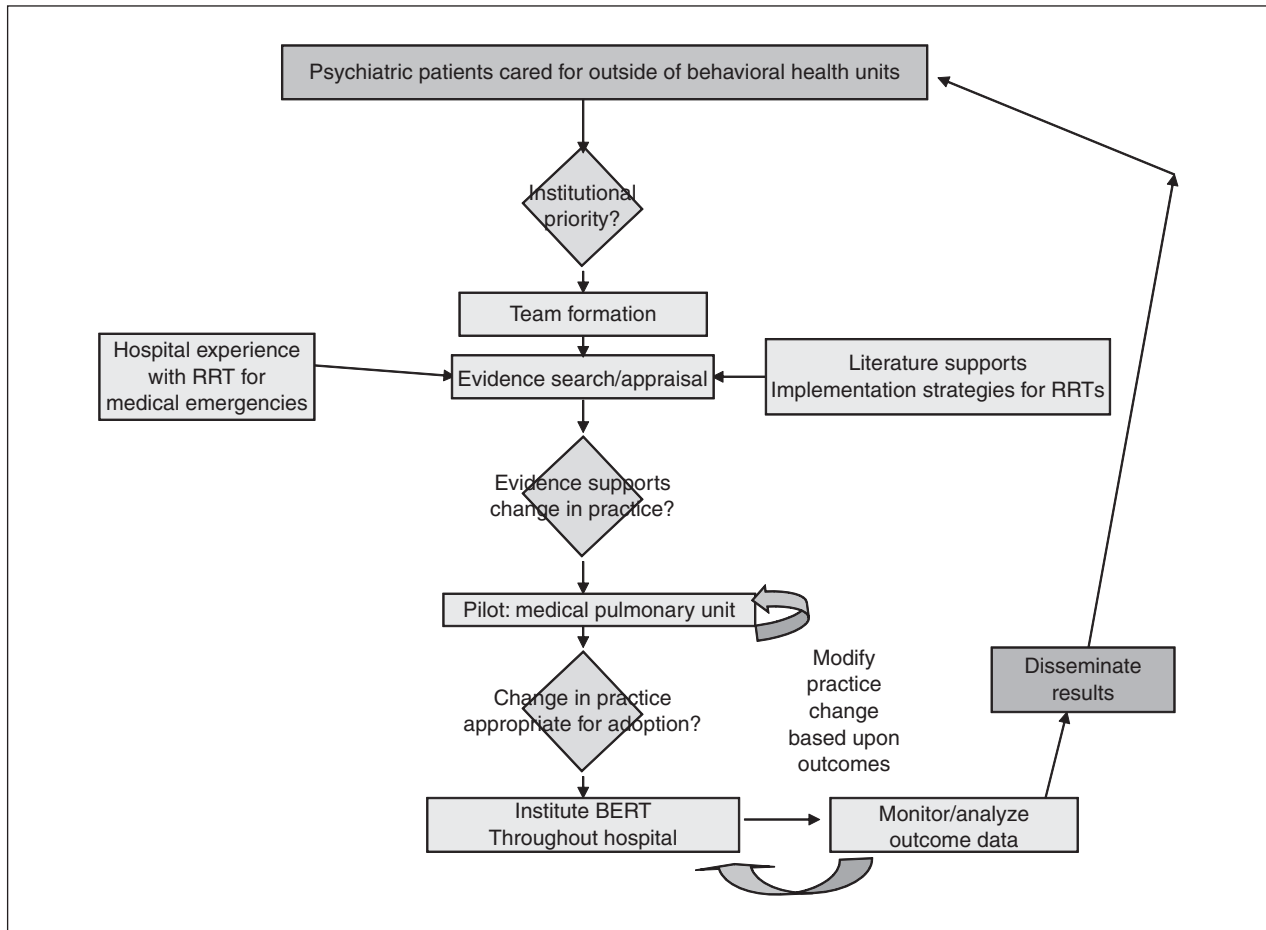 Psychiatric patients cared for outside of behavioral health units
Institutional
priority?
Team formation
Hospital experience
with RRT for
medical emergencies
Evidence search/appraisal
Literature supports
Implementation strategies for RRTs
Evidence supports
change in practice?
Pilot: medical pulmonary unit
Modify
practice
change
based upon
outcomes
Change in practice
appropriate for adoption?
Disseminate
results
Institute BERT
Throughout hospital
Monitor/analyze
outcome data